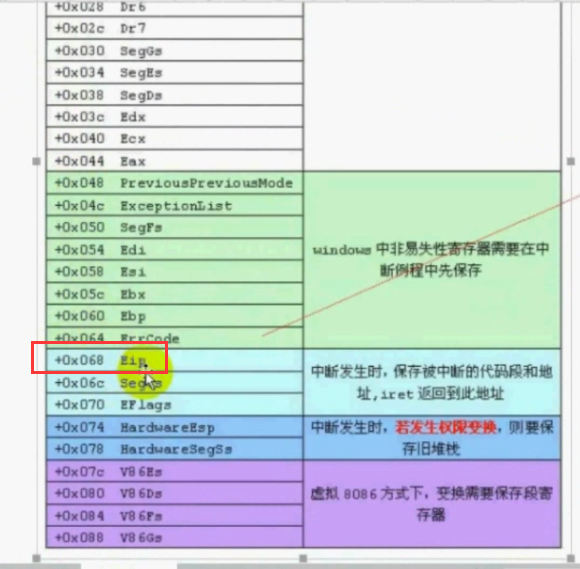 +0x028 Dr6
+0x02c Dr7
+0x030 SegGs
+0x034 SegEs
+0x038 SegDs
+0x03c Edx
+0x040 Ecx
+0x044 Eax
+0x048 PreviousPreviousMode
+0x04c ExceptionList
+0x050 SegFs
+0x054 Edi
+0x058 Esi
+0x05c Ebx
+0x060 Ebp
+0x064 ErrCode
windows 中非易失性寄存器需要在中
断例程中先保存
+0x068 Eip
+0x06c SegCs
+0x070 EFlags
中断发生时,保存被中断的代码段和地
址,iret 返回到此地址
+0x074 HardwareEsp
+0x078 HardwareSegSs
中断发生时,若发生权限变换,则要保
存旧堆栈
+0x07c V86Es
+0x080 V86Ds
+0x084 V86Fs
+0x088 V86Gs
虚拟 8086 方式下,变换需要保存段寄
存器